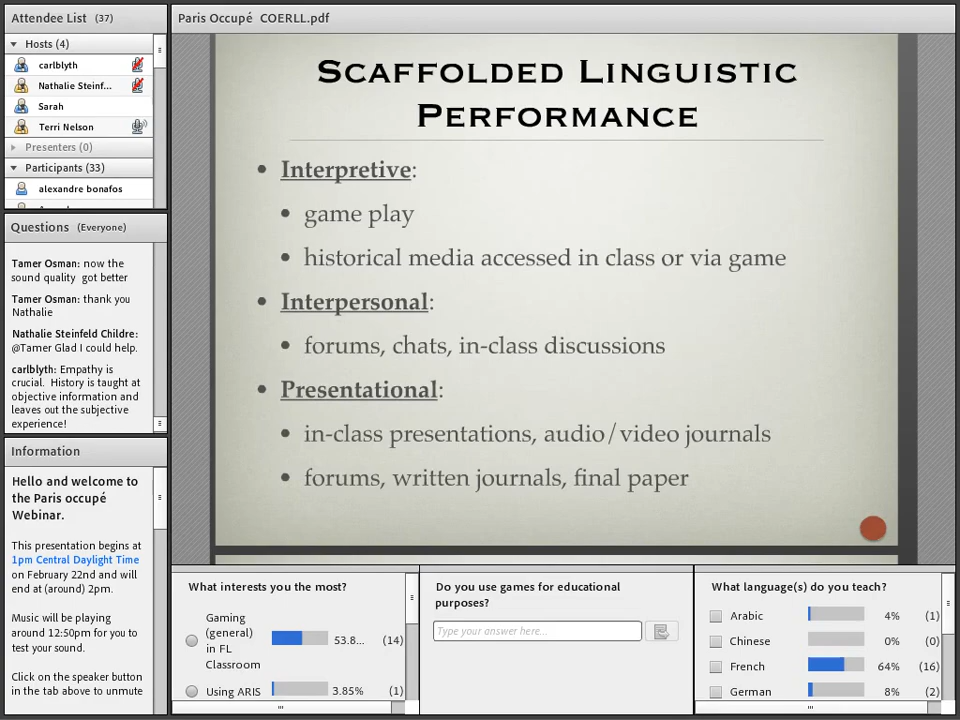 Attendee List (37)
Hosts (4)
carlblyth
Nathalie Steinf...
Sarah
Terri Nelson
Presenters (0)
Participants (33)
alexandre bonafos
Questions (Everyone)
Tamer Osman: now the
sound quality got better
Tamer Osman: thank you
Nathalie
Nathalie Steinfeld Childre:
@Tamer Glad I could help.
carlblyth: Empathy is
crucial. History is taught at
objective information and
leaves out the subjective
experience!
Information
Hello and welcome to
the Paris occupé
Webinar.
This presentation begins at
1pm Central Daylight Time
on February 22nd and will
end at (around) 2pm.
Music will be playing
around 12:50pm for you to
test your sound.
Click on the speaker button
in the tab above to unmute
Paris Occupé COERLL.pdf
Scaffolded Linguistic
Performance
• Interpretive:
• game play
• historical media accessed in class or via game
• Interpersonal:
• forums, chats, in-class discussions
• Presentational:
• in-class presentations, audio/video journals
• forums, written journals, final paper
What interests you the most?
Gaming
(general)
in FL
Classroom
53.8... (14)
Using ARIS 3.85% (1)
Do you use games for educational
purposes?
Type your answer here...
What language(s) do you teach?
Arabic 4% (1)
Chinese 0% (0)
French 64% (16)
German 8% (2)